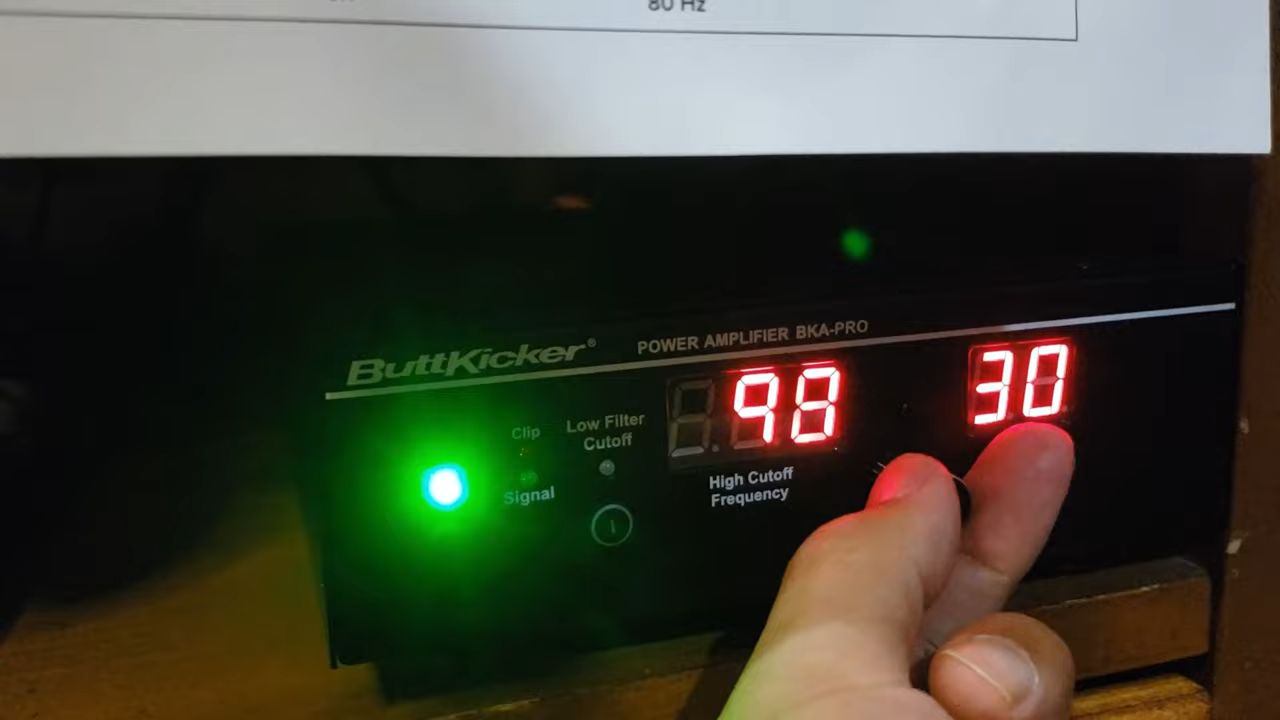 80 Hz
ButtKicker®
POWER AMPLIFIER BKA-PRO
98
30
Clip
Signal
Low Filter
Cutoff
High Cutoff
Frequency